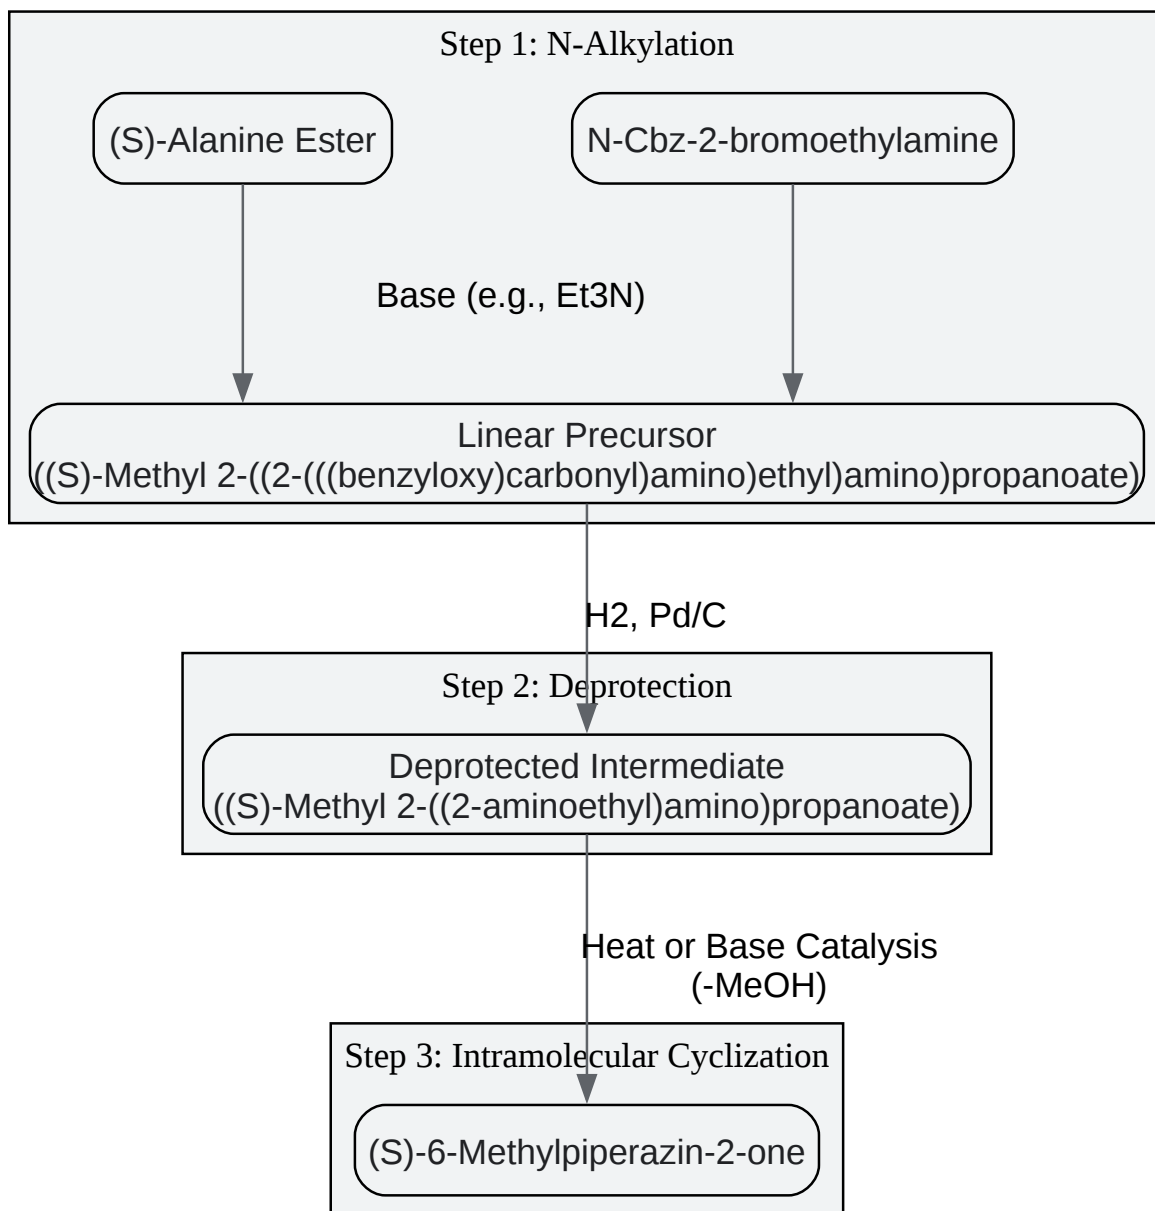 Step 1: N-Alkylation
(S)-Alanine Ester
N-Cbz-2-bromoethylamine
Base (e.g., Et3N)
Linear Precursor
((S)-Methyl 2-((2-(((benzyloxy)carbonyl)amino)ethyl)amino)propanoate)
H2, Pd/C
Step 2: Deprotection
Deprotected Intermediate
((S)-Methyl 2-((2-aminoethyl)amino)propanoate)
Heat or Base Catalysis
(-MeOH)
Step 3: Intramolecular Cyclization
(S)-6-Methylpiperazin-2-one